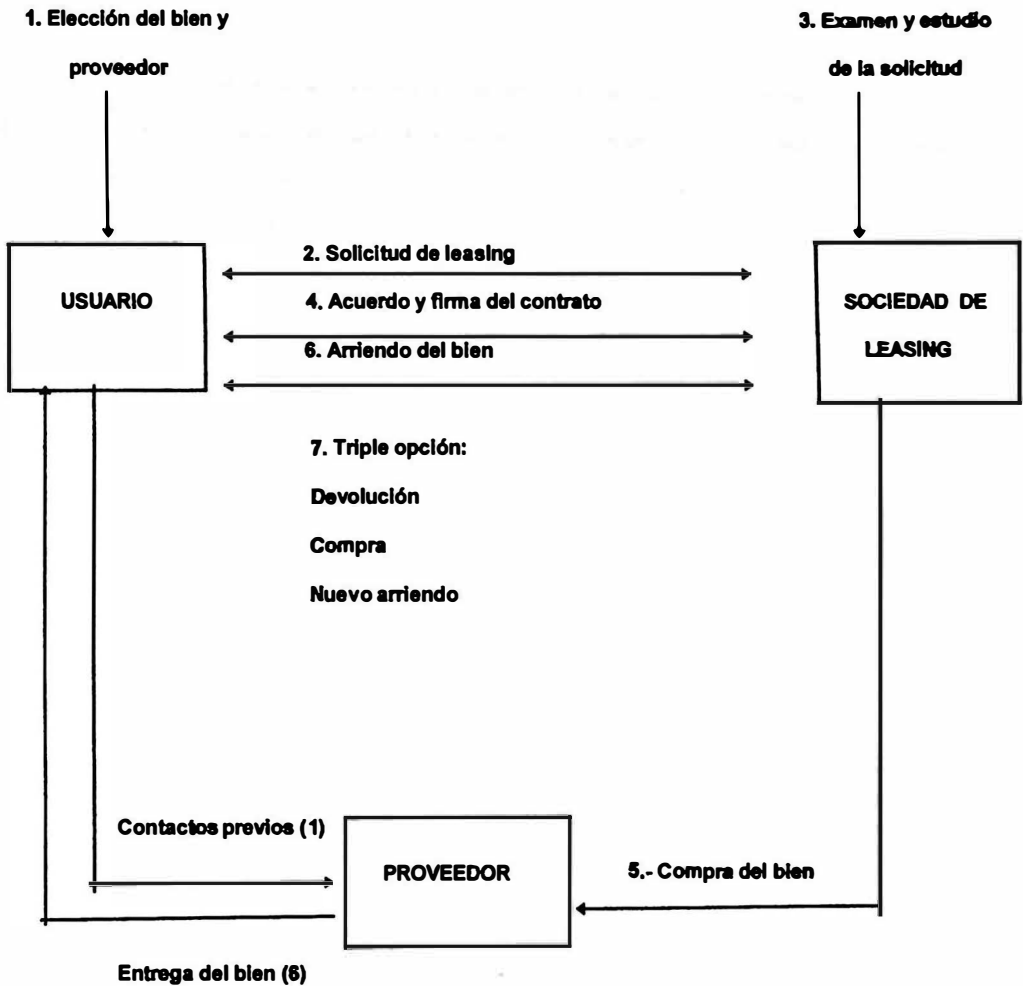 1. Elección del bien y
proveedor
3. Examen y estudio
de la solicitud
USUARIO
2. Solicitud de leasing
4. Acuerdo y firma del contrato
6. Arriendo del bien
SOCIEDAD DE
LEASING
7. Triple opción:
Devolución
Compra
Nuevo arriendo
Contactos previos (1)
PROVEEDOR
5.- Compra del bien
Entrega del bien (6)